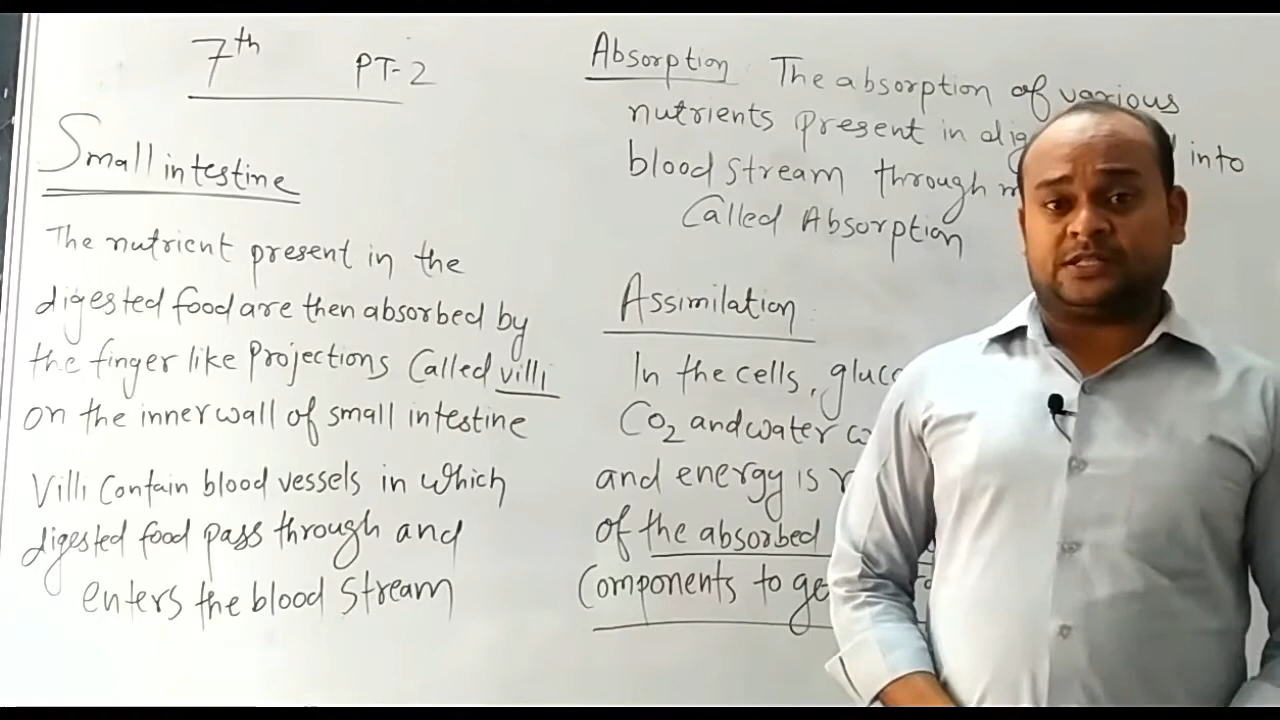 7th PT-2
Small intestine
The nutrient present in the
digested food are then absorbed by
the finger like Projections Called villi
on the inner wall of small intestine
Villi Contain blood vessels in which
digested food pass through and
enters the blood Stream
Absorption The absorption of various
nutrients present in into
blood stream through
Called Absorption
Assimilation
In the cells,
CO2 and water
and energy is
of the absorbed
Components to